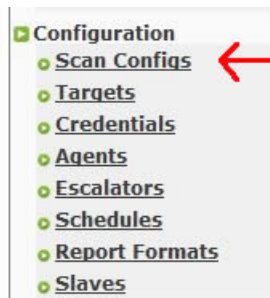 Configuration
Scan Configs
Targets
Credentials
Agents
Escalators
Schedules
Report Formats
Slaves